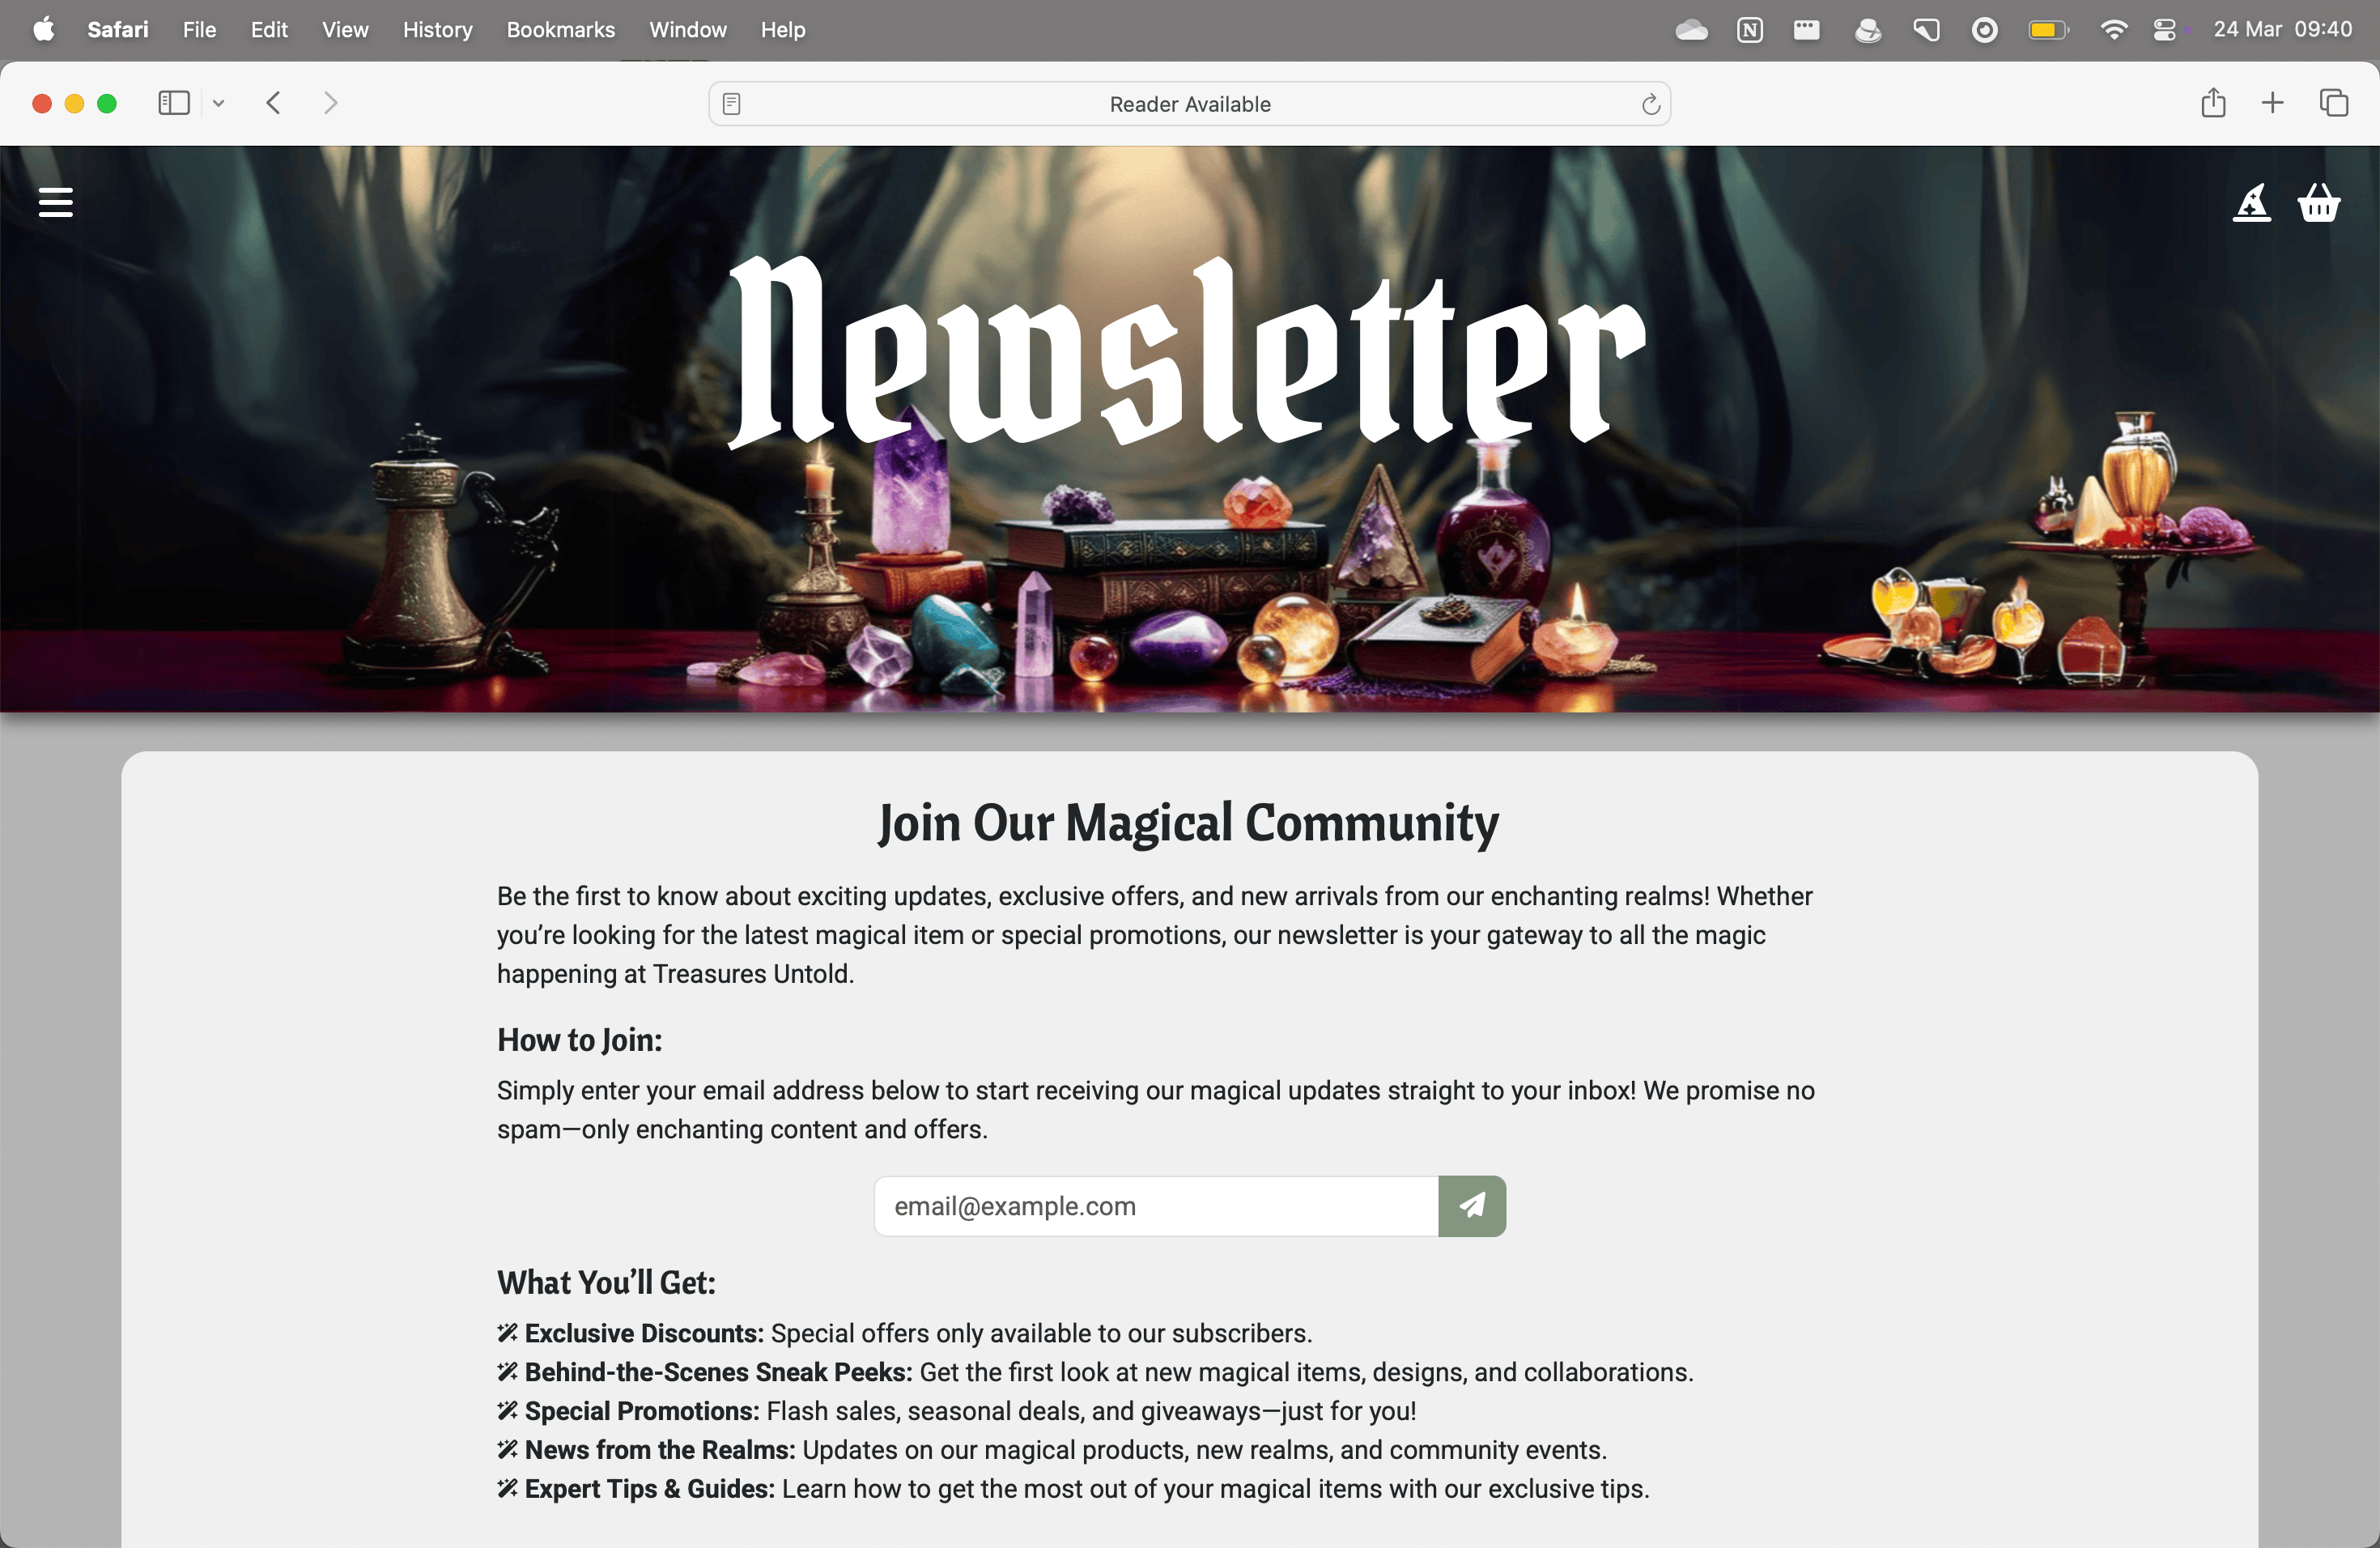 Safari File Edit View History Bookmarks Window Help 24 Mar 09:40
Reader Available
Newsletter
Join Our Magical Community
Be the first to know about exciting updates, exclusive offers, and new arrivals from our enchanting realms! Whether
you’re looking for the latest magical item or special promotions, our newsletter is your gateway to all the magic
happening at Treasures Untold.
How to Join:
Simply enter your email address below to start receiving our magical updates straight to your inbox! We promise no
spam—only enchanting content and offers.
email@example.com
What You’ll Get:
Exclusive Discounts: Special offers only available to our subscribers.
Behind-the-Scenes Sneak Peeks: Get the first look at new magical items, designs, and collaborations.
Special Promotions: Flash sales, seasonal deals, and giveaways—just for you!
News from the Realms: Updates on our magical products, new realms, and community events.
Expert Tips & Guides: Learn how to get the most out of your magical items with our exclusive tips.